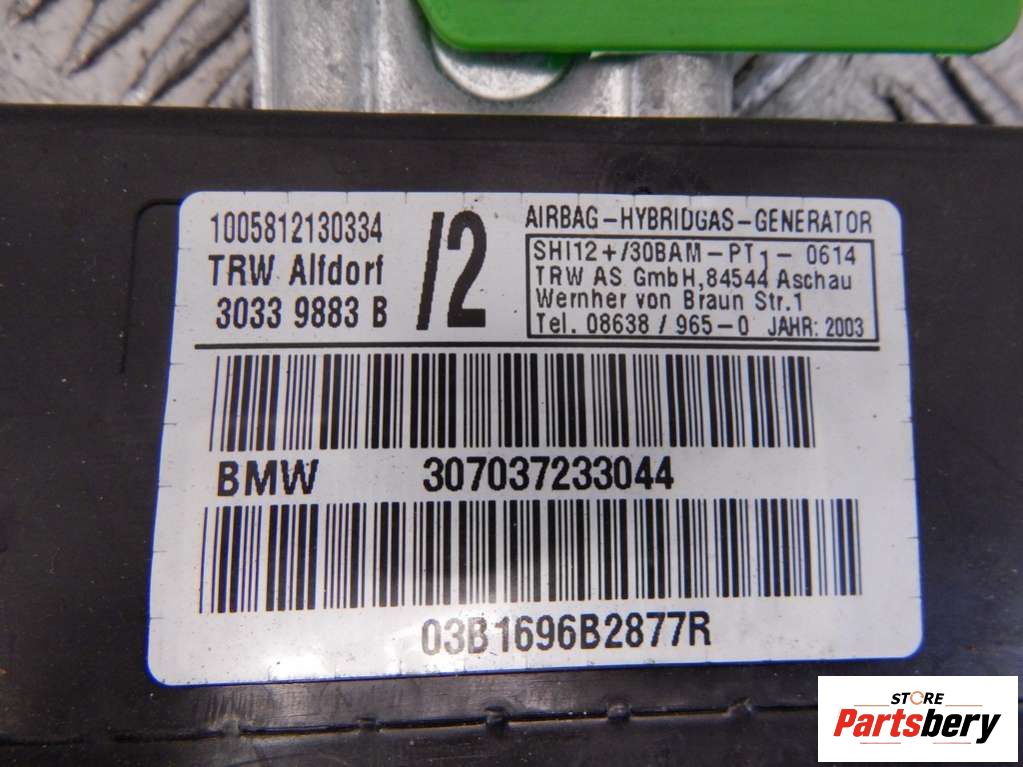 1005812130334
TRW Alfdorf
3033 9883 B
/2
AIRBAG-HYBRIDGAS-GENERATOR
SHI12+/30BAM-PT1-0614
TRW AS GmbH,84544 Aschau
Wernher von Braun Str.1
Tel. 08638/965-0 JAHR: 2003
BMW 307037233044
03B1696B2877R
STORE
Partsbery